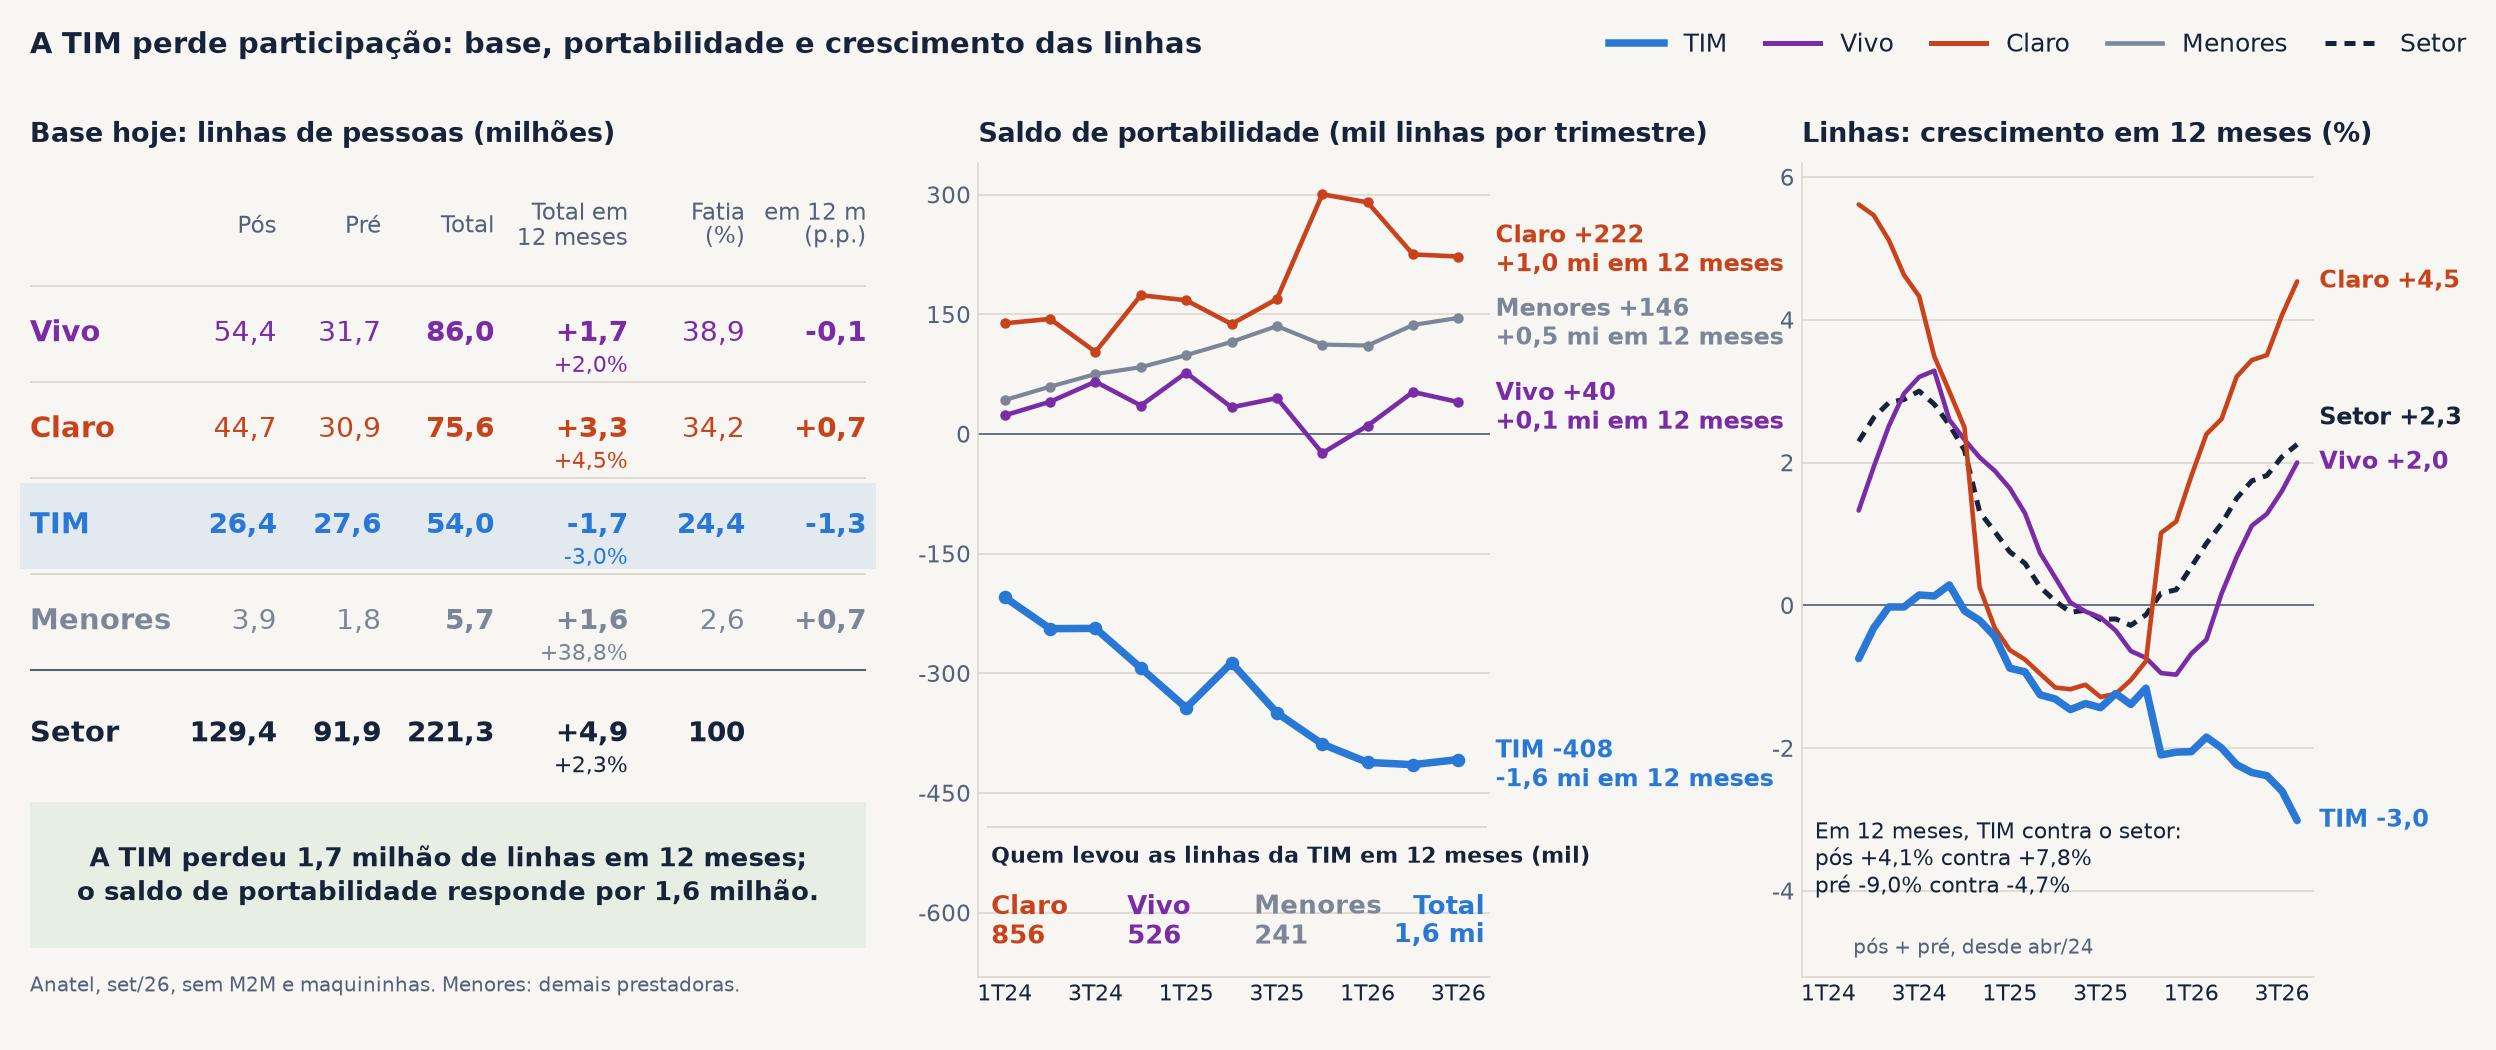 A TIM perde participação: base, portabilidade e crescimento das linhas
TIM Vivo Claro Menores Setor
Base hoje: linhas de pessoas (milhões)
Pós Pré Total Total em 12 meses Fatia (%) em 12 m (p.p.)
Vivo 54,4 31,7 86,0 +1,7 38,9 -0,1
+2,0%
Claro 44,7 30,9 75,6 +3,3 34,2 +0,7
+4,5%
TIM 26,4 27,6 54,0 -1,7 24,4 -1,3
-3,0%
Menores 3,9 1,8 5,7 +1,6 2,6 +0,7
+38,8%
Setor 129,4 91,9 221,3 +4,9 100
+2,3%
A TIM perdeu 1,7 milhão de linhas em 12 meses;
o saldo de portabilidade responde por 1,6 milhão.
Anatel, set/26, sem M2M e maquininhas. Menores: demais prestadoras.
Saldo de portabilidade (mil linhas por trimestre)
300
150
0
-150
-300
-450
-600
Claro +222
+1,0 mi em 12 meses
Menores +146
+0,5 mi em 12 meses
Vivo +40
+0,1 mi em 12 meses
TIM -408
-1,6 mi em 12 meses
Quem levou as linhas da TIM em 12 meses (mil)
Claro Vivo Menores Total
856 526 241 1,6 mi
1T24 3T24 1T25 3T25 1T26 3T26
Linhas: crescimento em 12 meses (%)
6
4
2
0
-2
-4
Claro +4,5
Setor +2,3
Vivo +2,0
TIM -3,0
Em 12 meses, TIM contra o setor:
pós +4,1% contra +7,8%
pré -9,0% contra -4,7%
pós + pré, desde abr/24
1T24 3T24 1T25 3T25 1T26 3T26